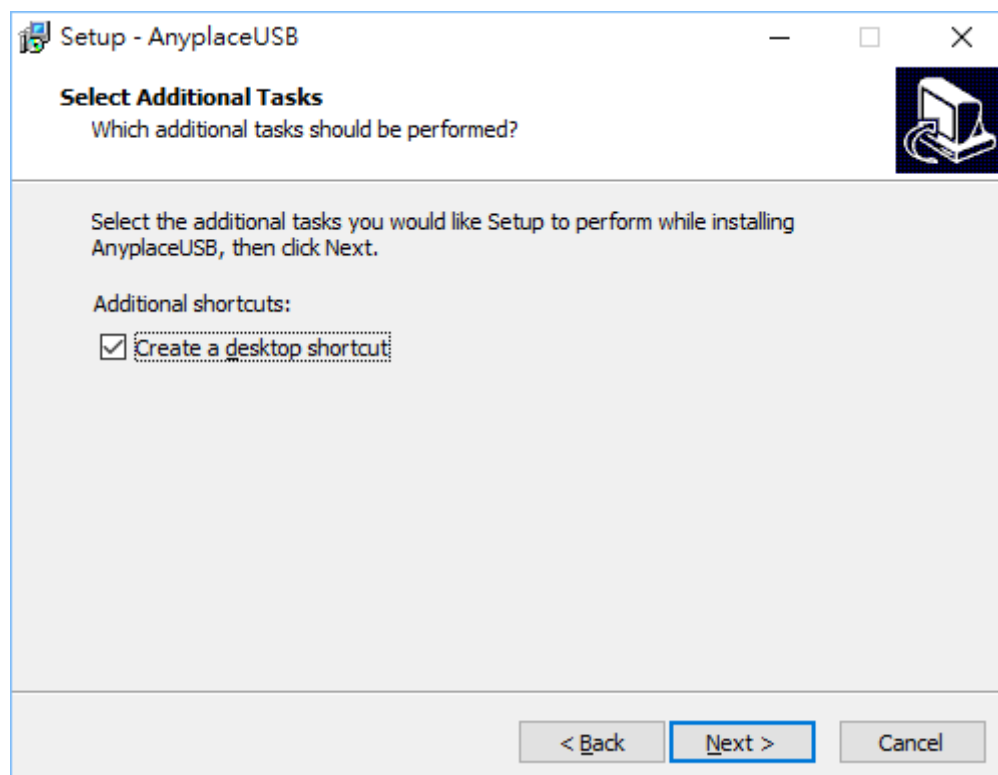 Setup - AnyplaceUSB
Select Additional Tasks
Which additional tasks should be performed?
Select the additional tasks you would like Setup to perform while installing
AnyplaceUSB, then click Next.
Additional shortcuts:
Create a desktop shortcut
< Back
Next >
Cancel